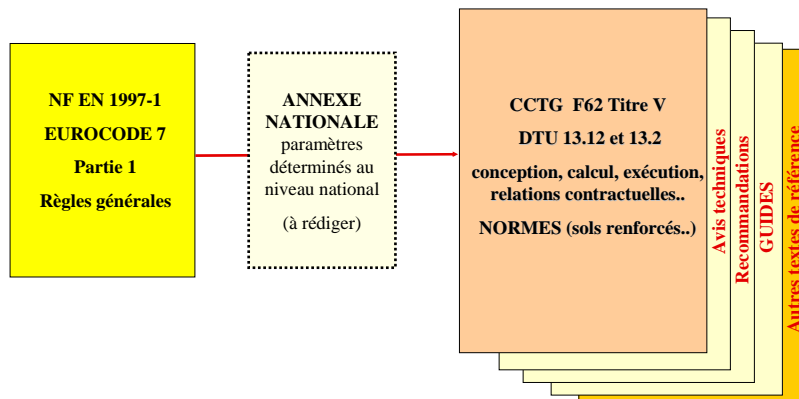 NF EN 1997-1
EUROCODE 7
Partie 1
Règles générales
ANNEXE
NATIONALE
paramètres
déterminés au
niveau national
(à rédiger)
CCTG F62 Titre V
DTU 13.12 et 13.2
conception, calcul, exécution,
relations contractuelles..
NORMES (sols renforcés..)
Avis techniques
Recommandations
GUIDES
Autres textes de référence